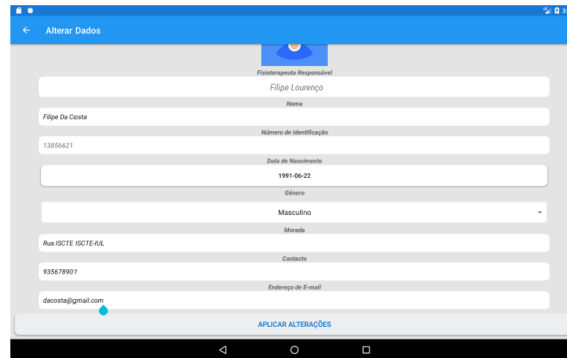 Alterar Dados
Fisioterapeuta Responsável
Filipe Lourenço
Nome
Filipe Da Costa
Número de Identificação
13856621
Data de Nascimento
1991-06-22
Género
Masculino
Morada
Rua ISCTE ISCTE-IUL
Contacto
935678901
Endereço de E-mail
dacosta@gmail.com
APLICAR ALTERAÇÕES